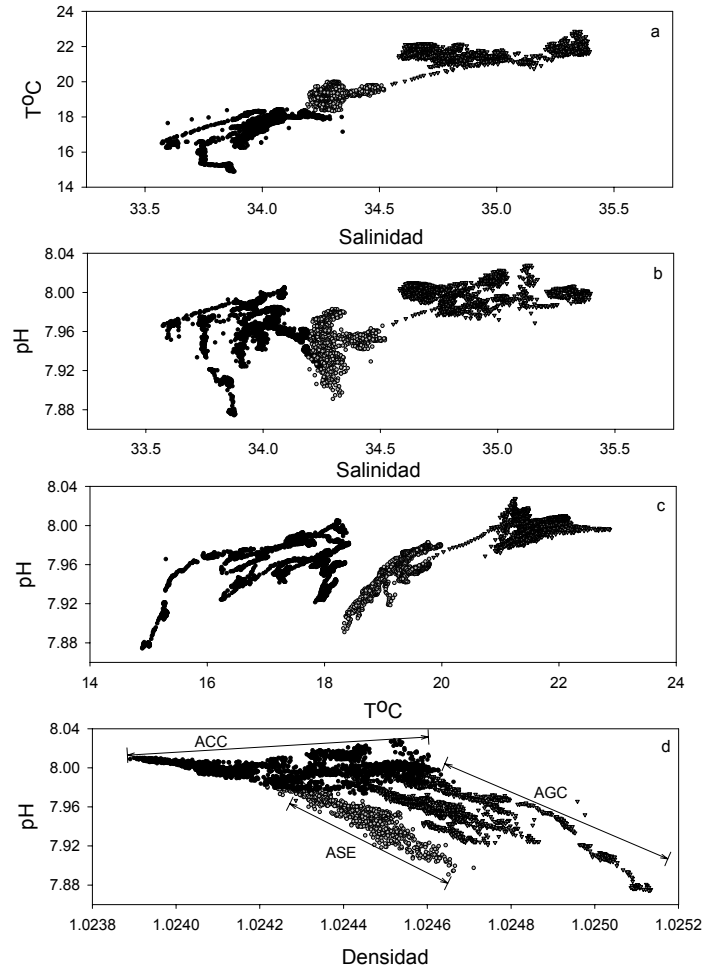 22
24
20
18
16
14
T°C
a
33.5 34.0 34.5 35.0 35.5
Salinidad
8.04
8.00
7.96
7.92
7.88
pH
b
33.5 34.0 34.5 35.0 35.5
Salinidad
8.04
8.00
7.96
7.92
7.88
pH
c
14 16 18 20 22 24
T°C
8.04
8.00
7.96
7.92
7.88
pH
d
ACC
AGC
ASE
1.0238 1.0240 1.0242 1.0244 1.0246 1.0248 1.0250 1.0252
Densidad